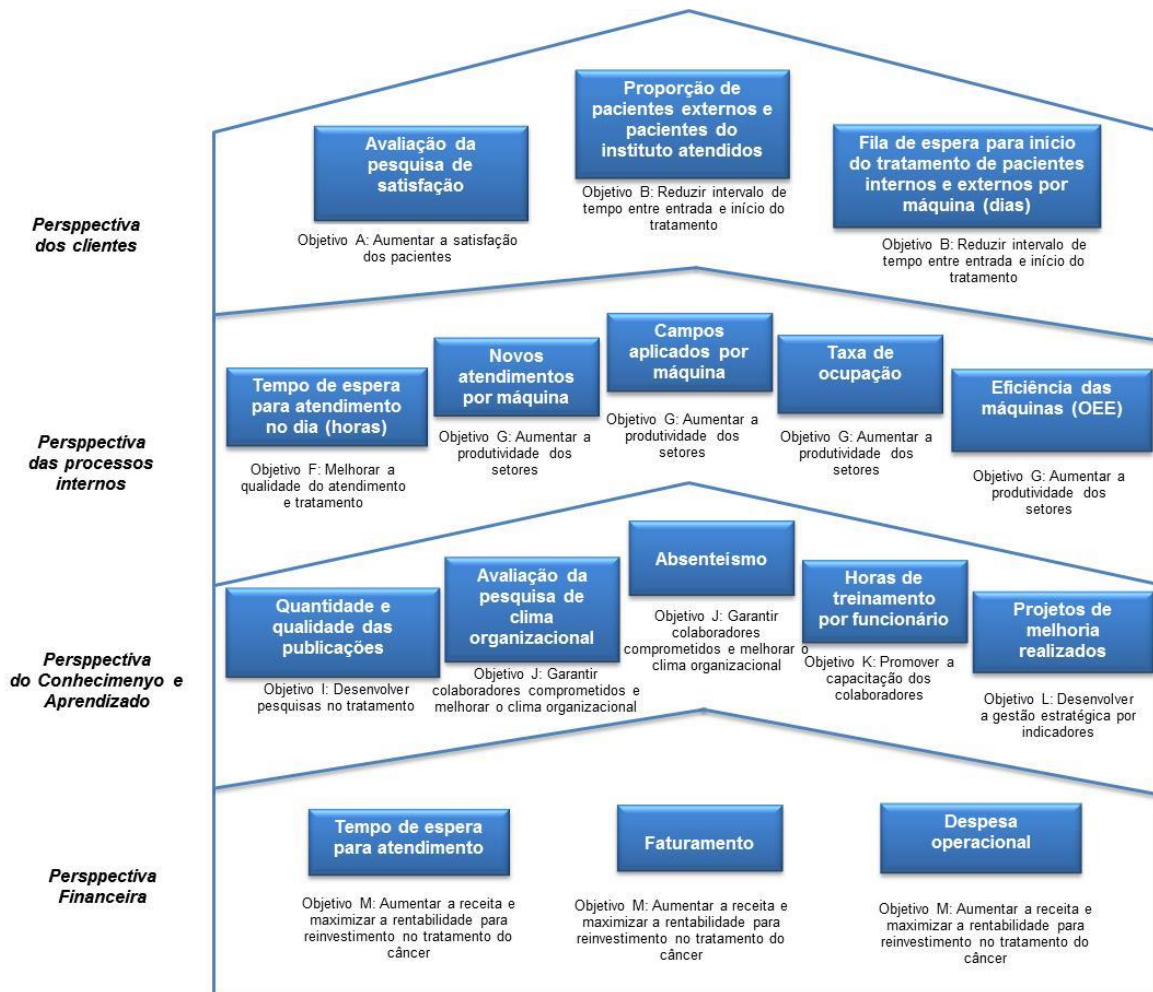 Proporção de
pacientes externos e
pacientes do
instituto atendidos
Objetivo B: Reduzir intervalo de
tempo entre entrada e início do
tratamento
Avaliação da
pesquisa de
satisfação
Objetivo A: Aumentar a satisfação
dos pacientes
Fila de espera para início
do tratamento de pacientes
internos e externos por
máquina (dias)
Objetivo B: Reduzir intervalo de
tempo entre entrada e início do
tratamento
Persppectiva
dos clientes
Tempo de espera
para atendimento
no dia (horas)
Objetivo F: Melhorar a
qualidade do atendimento
e tratamento
Novos
atendimentos
por máquina
Objetivo G: Aumentar a
produtividade dos
setores
Campos
aplicados por
máquina
Objetivo G: Aumentar a
produtividade dos
setores
Taxa de
ocupação
Objetivo G: Aumentar a
produtividade dos
setores
Eficiência das
máquinas (OEE)
Objetivo G: Aumentar a
produtividade dos
setores
Persppectiva
das processos
internos
Quantidade e
qualidade das
publicações
Objetivo I: Desenvolver
pesquisas no tratamento
Avaliação da
pesquisa de
clima
organizacional
Objetivo J: Garantir
colaboradores comprometidos e
melhorar o clima organizacional
Absenteísmo
Objetivo J: Garantir
colaboradores
comprometidos e melhorar o
clima organizacional
Horas de
treinamento
por funcionário
Objetivo K: Promover a
capacitação dos
colaboradores
Projetos de
melhoria
realizados
Objetivo L: Desenvolver
a gestão estratégica por
indicadores
Persppectiva
do Conhecimenyo e
Aprendizado
Tempo de espera
para atendimento
Objetivo M: Aumentar a receita e
maximizar a rentabilidade para
reinvestimento no tratamento do
câncer
Faturamento
Objetivo M: Aumentar a receita e
maximizar a rentabilidade para
reinvestimento no tratamento do
câncer
Despesa
operacional
Objetivo M: Aumentar a receita e
maximizar a rentabilidade para
reinvestimento no tratamento do
câncer
Persppectiva
Financeira